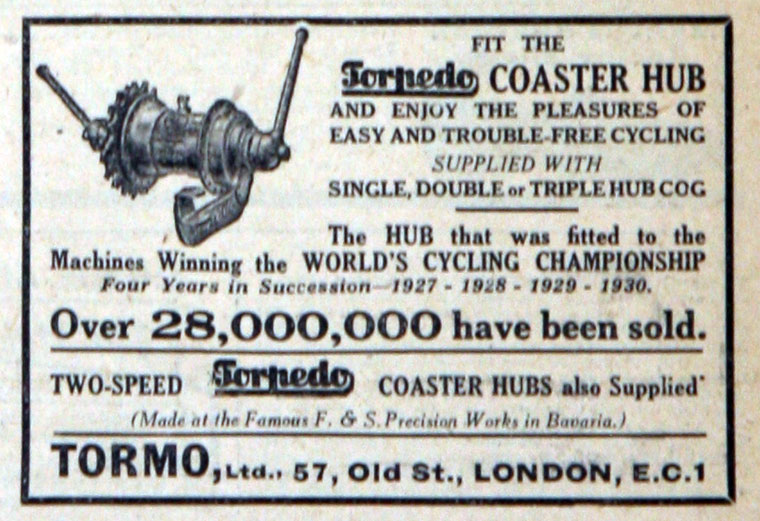 FIT THE
Torpedo COASTER HUB
AND ENJOY THE PLEASURES OF
EASY AND TROUBLE-FREE CYCLING
SUPPLIED WITH
SINGLE, DOUBLE or TRIPLE HUB COG
The HUB that was fitted to the
Machines Winning the WORLD'S CYCLING CHAMPIONSHIP
Four Years in Succession—1927 - 1928 - 1929 - 1930.
Over 28,000,000 have been sold.
TWO-SPEED Torpedo COASTER HUBS also Supplied
(Made at the Famous F. & S. Precision Works in Bavaria.)
TORMO, Ltd., 57, Old St., LONDON, E.C.1